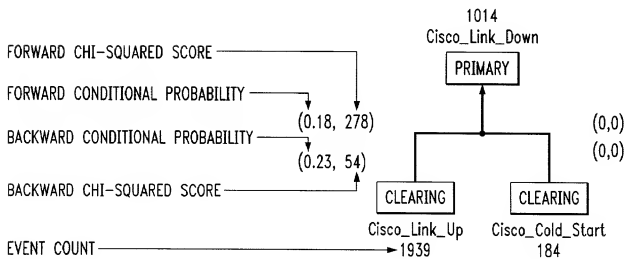 1014
Cisco_Link_Down
FORWARD CHI-SQUARED SCORE
PRIMARY
FORWARD CONDITIONAL PROBABILITY
(0.18, 278)
(0,0)
BACKWARD CONDITIONAL PROBABILITY
(0.23, 54)
(0,0)
BACKWARD CHI-SQUARED SCORE
CLEARING
CLEARING
Cisco_Link_Up
Cisco_Cold_Start
EVENT COUNT
1939
184